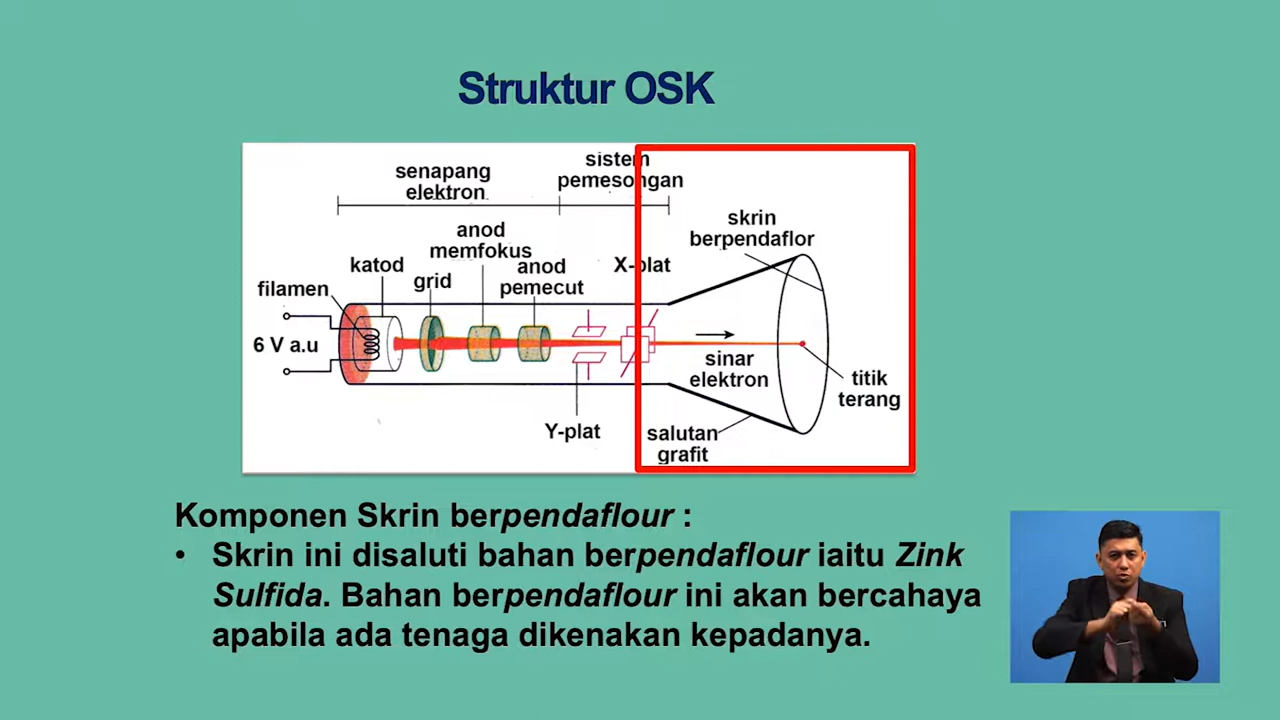 Struktur OSK
senapang
elektron
sistem
pemesongan
anod
memfokus
katod
grid
anod
pemecut
X-plat
skrin
berpendaflor
filamen
6 V a.u
sinar
elektron
titik
terang
Y-plat
salutan
grafit
Komponen Skrin berpendaflour :
• Skrin ini disaluti bahan berpendaflour iaitu Zink
Sulfida. Bahan berpendaflour ini akan bercahaya
apabila ada tenaga dikenakan kepadanya.